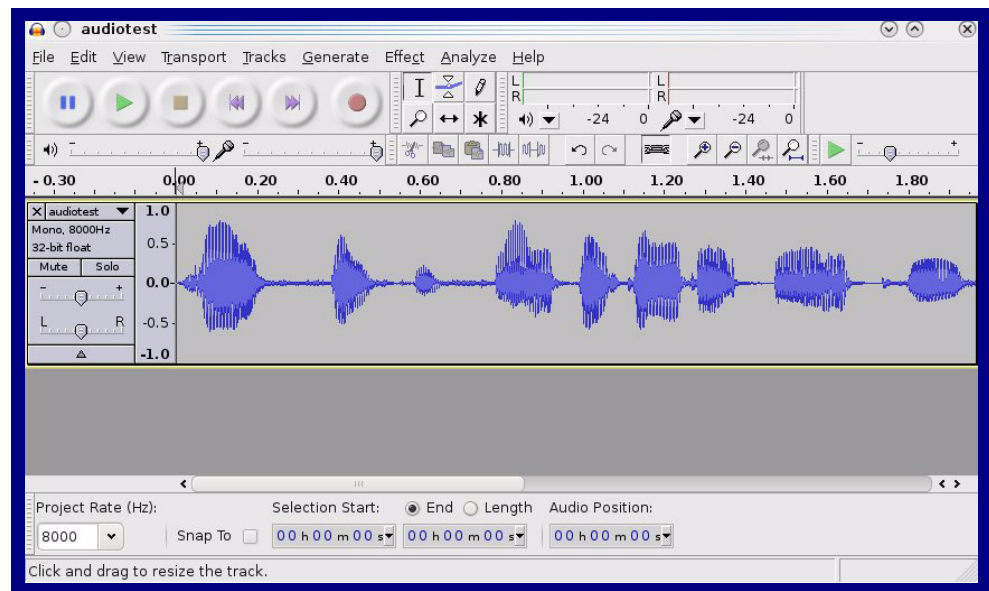 audiotest
File Edit View Transport Tracks Generate Effect Analyze Help
L L
R R
-24 0 -24 0
- 0.30 0.00 0.20 0.40 0.60 0.80 1.00 1.20 1.40 1.60 1.80
X audiotest 1.0
Mono, 8000Hz
32-bit float 0.5
Mute Solo
- + 0.0
L R -0.5
-1.0
Project Rate (Hz): Selection Start: End Length Audio Position:
8000 Snap To 00 h 00 m 00 s 00 h 00 m 00 s 00 h 00 m 00 s
Click and drag to resize the track.